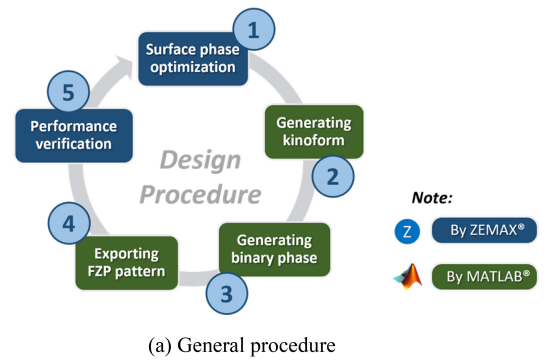 1
Surface phase
optimization
Generating
kinoform
2
Generating
binary phase
3
4
Exporting
FZP pattern
5
Performance
verification
Design
Procedure
Note:
Z By ZEMAX®
By MATLAB®
(a) General procedure